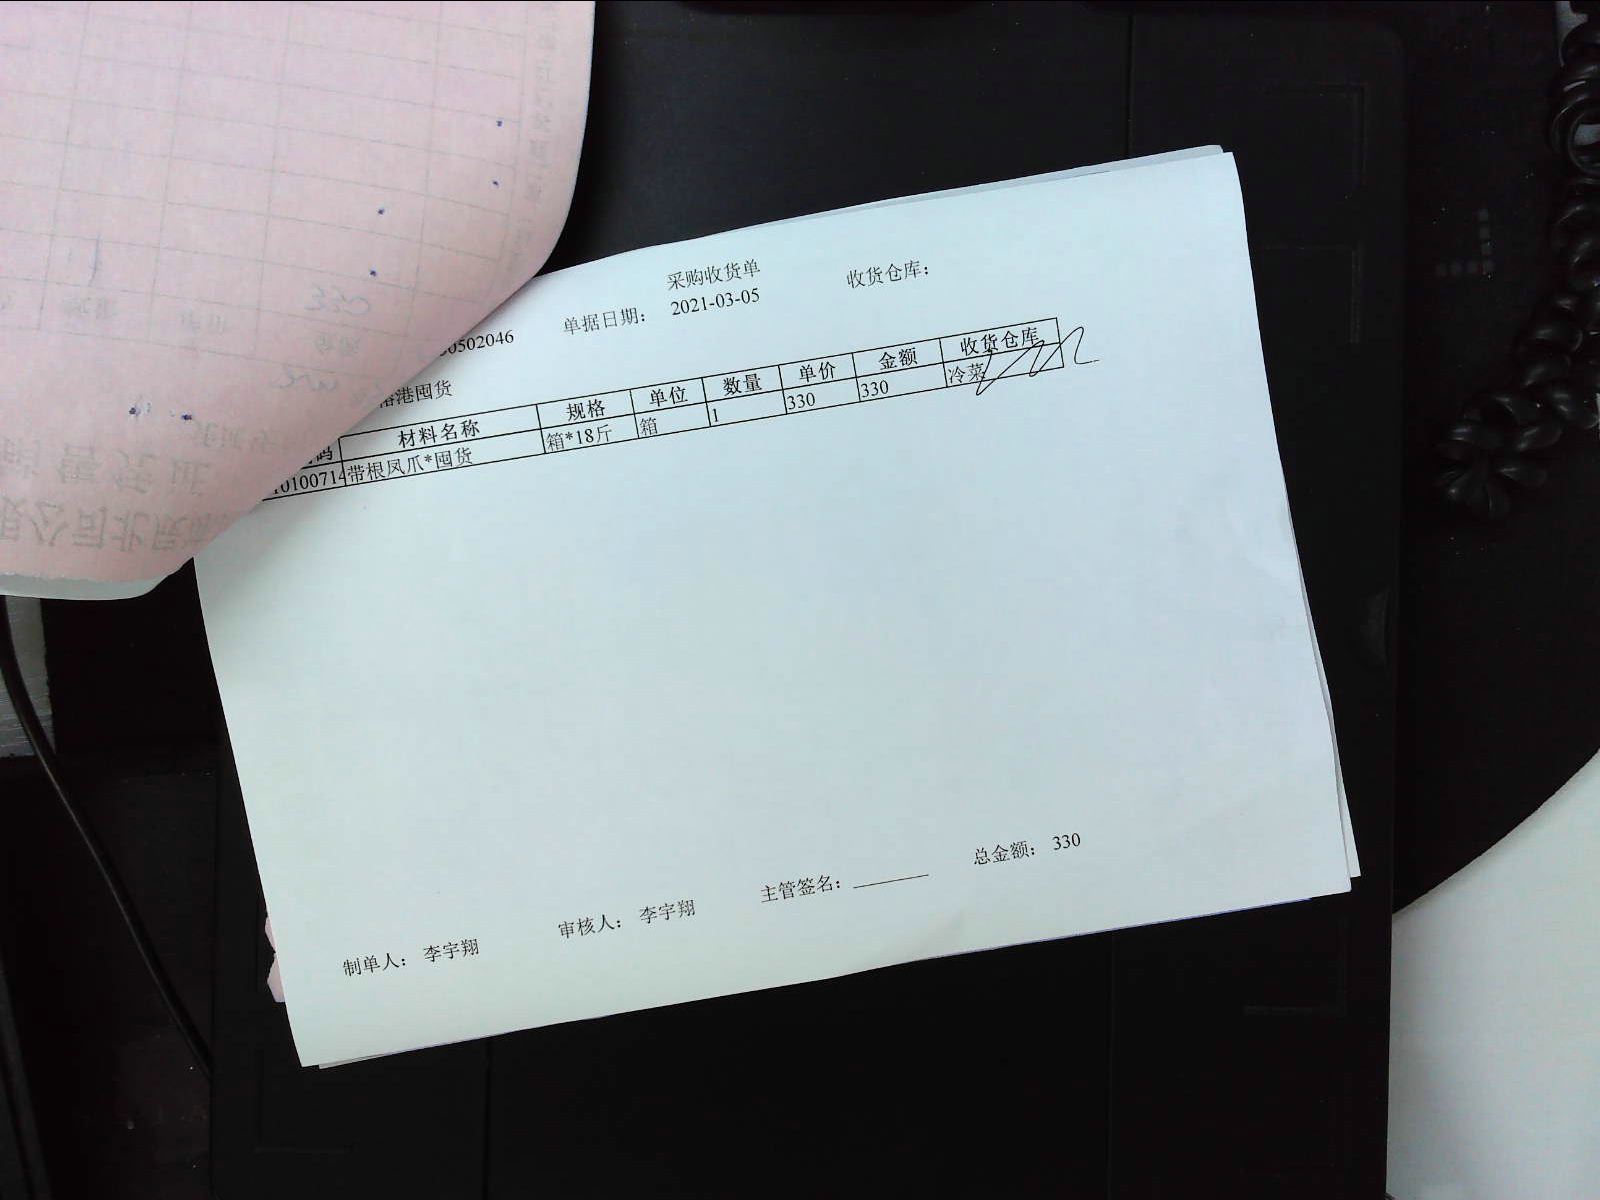 采购收货单
0502046 单据日期： 2021-03-05 收货仓库：
港囤货
码 材料名称 规格 单位 数量 单价 金额 收货仓库
10100714 带根凤爪*囤货 箱*18斤 箱 1 330 330 冷菜
制单人： 李宇翔 审核人： 李宇翔 主管签名： 总金额： 330